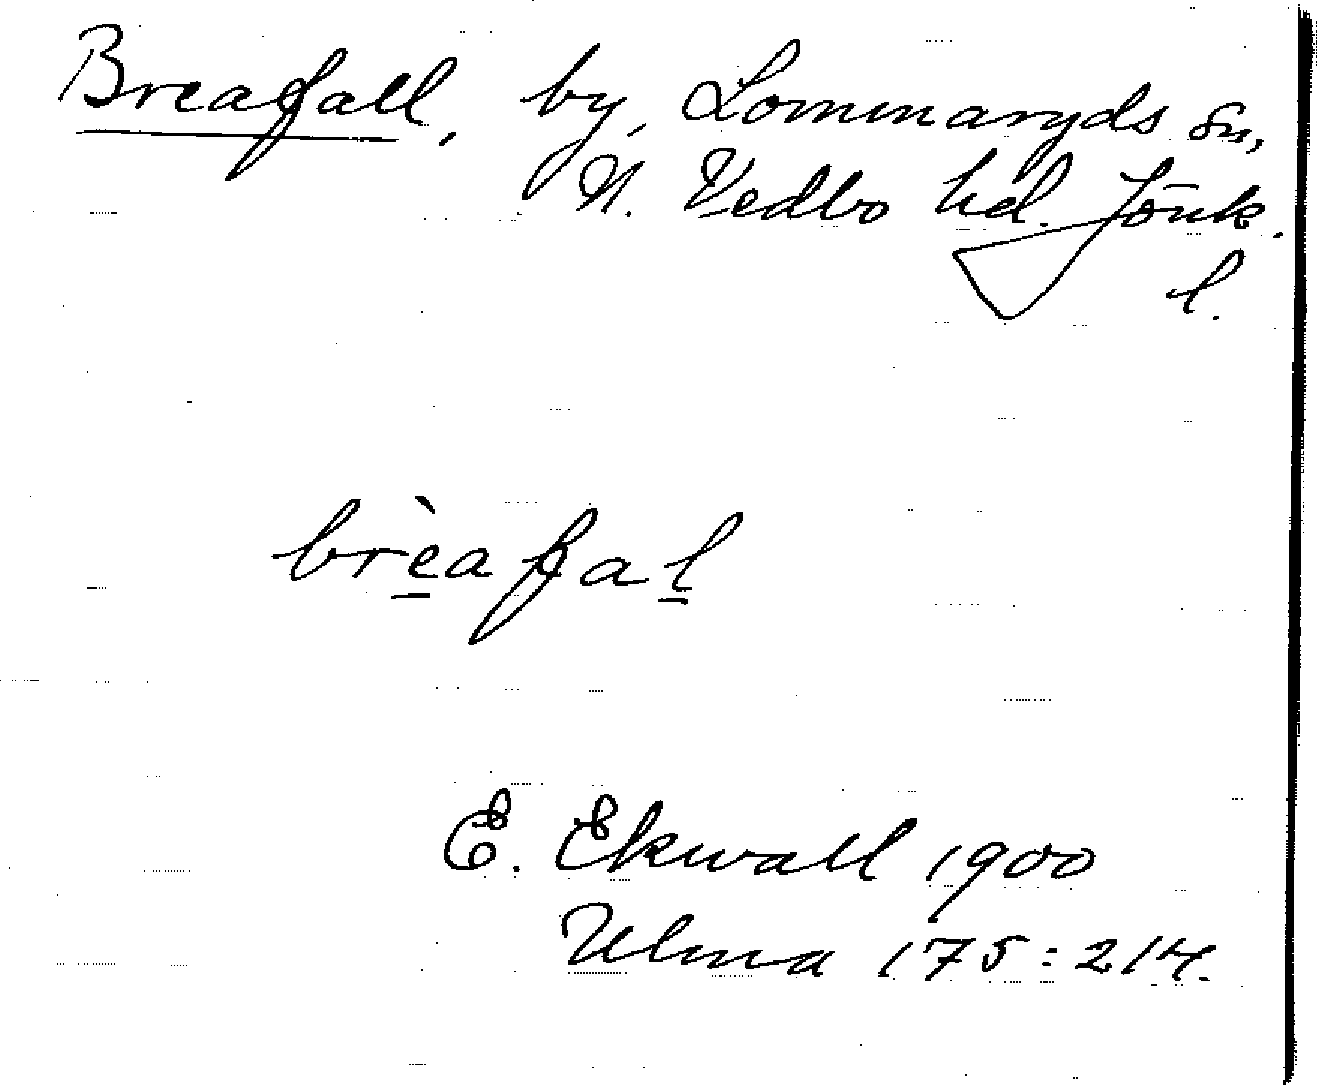 Breafall, by, Lommaryds sn,
N. Vedbo hd. Jönk.
l.
brèafal
E. Ekwall 1900
Ulma 175:214.